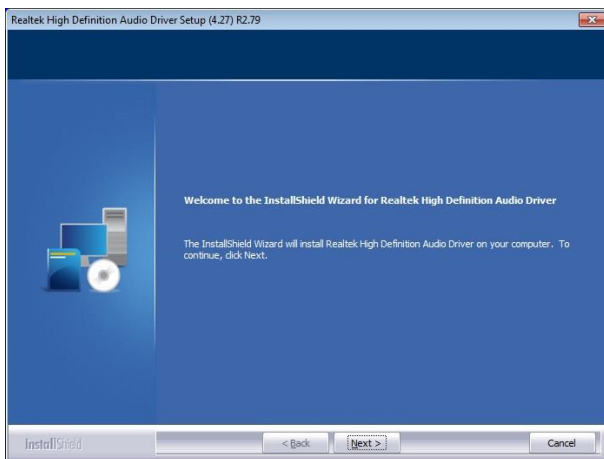 Realtek High Definition Audio Driver Setup (4.27) R2.79
Welcome to the InstallShield Wizard for Realtek High Definition Audio Driver
The InstallShield Wizard will install Realtek High Definition Audio Driver on your computer. To
continue, click Next.
InstallShield
< Back Next > Cancel